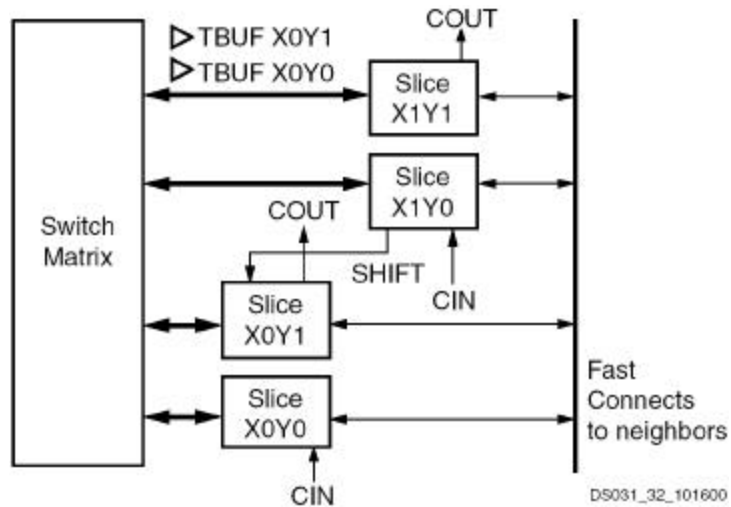 COUT
TBUF X0Y1
TBUF X0Y0
Slice
X1Y1
Slice
X1Y0
COUT
Switch
Matrix
SHIFT
CIN
Slice
X0Y1
Fast
Connects
to neighbors
Slice
X0Y0
CIN
DS031_32_101600